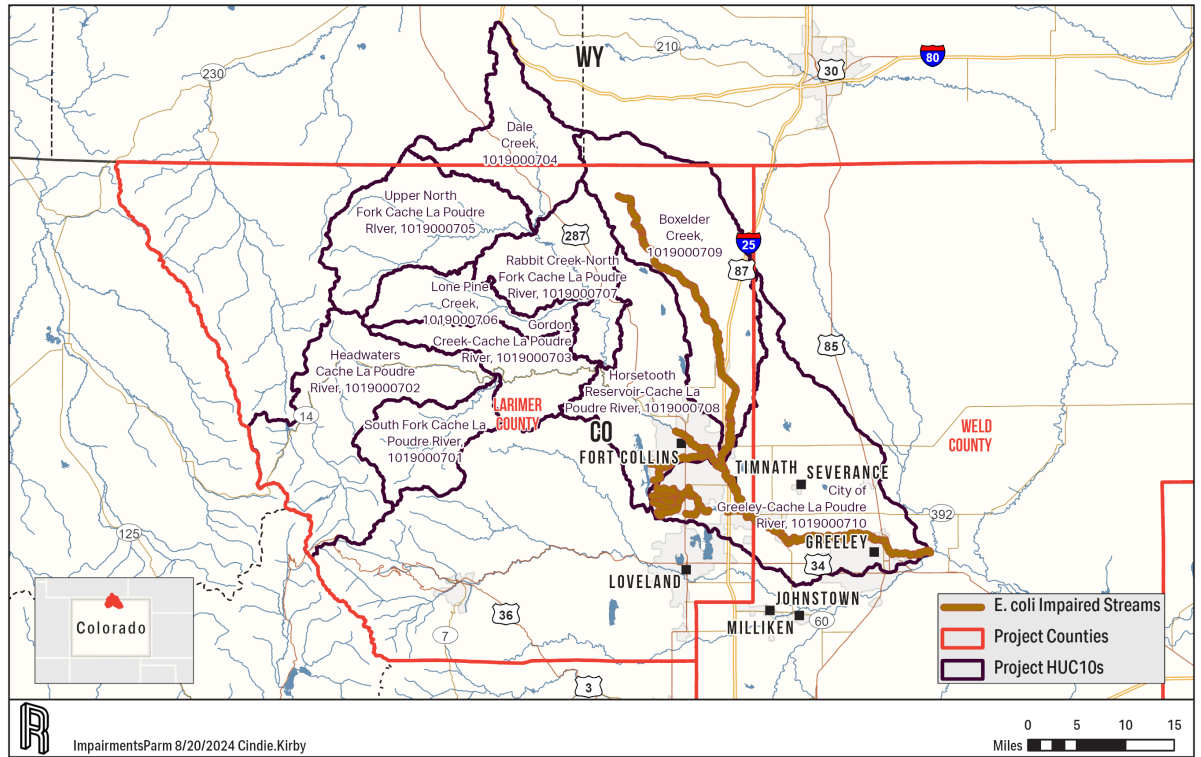 WY
210
80
30
230
Dale
Creek,
1019000704
Upper North
Fork Cache La Poudre
River, 1019000705
287
Boxelder
Creek,
1019000709
25
87
Rabbit Creek-North
Fork Cache La Poudre
River, 1019000707
Lone Pine
Creek,
1019000706
Gordon
Creek-Cache La Poudre
River, 1019000703
85
Headwaters
Cache La Poudre
River, 1019000702
Horsetooth
Reservoir-Cache La
Poudre River, 1019000708
14
LARIMER
COUNTY
CO
South Fork Cache La
Poudre River,
1019000701
WELD
COUNTY
FORT COLLINS
TIMNATH
SEVERANCE
City of
Greeley-Cache La Poudre
River, 1019000710
392
125
GREELEY
34
LOVELAND
JOHNSTOWN
MILLIKEN
60
36
7
3
Colorado
E. coli Impaired Streams
Project Counties
Project HUC10s
R
ImpairmentsParm 8/20/2024 Cindie.Kirby
0 5 10 15
Miles